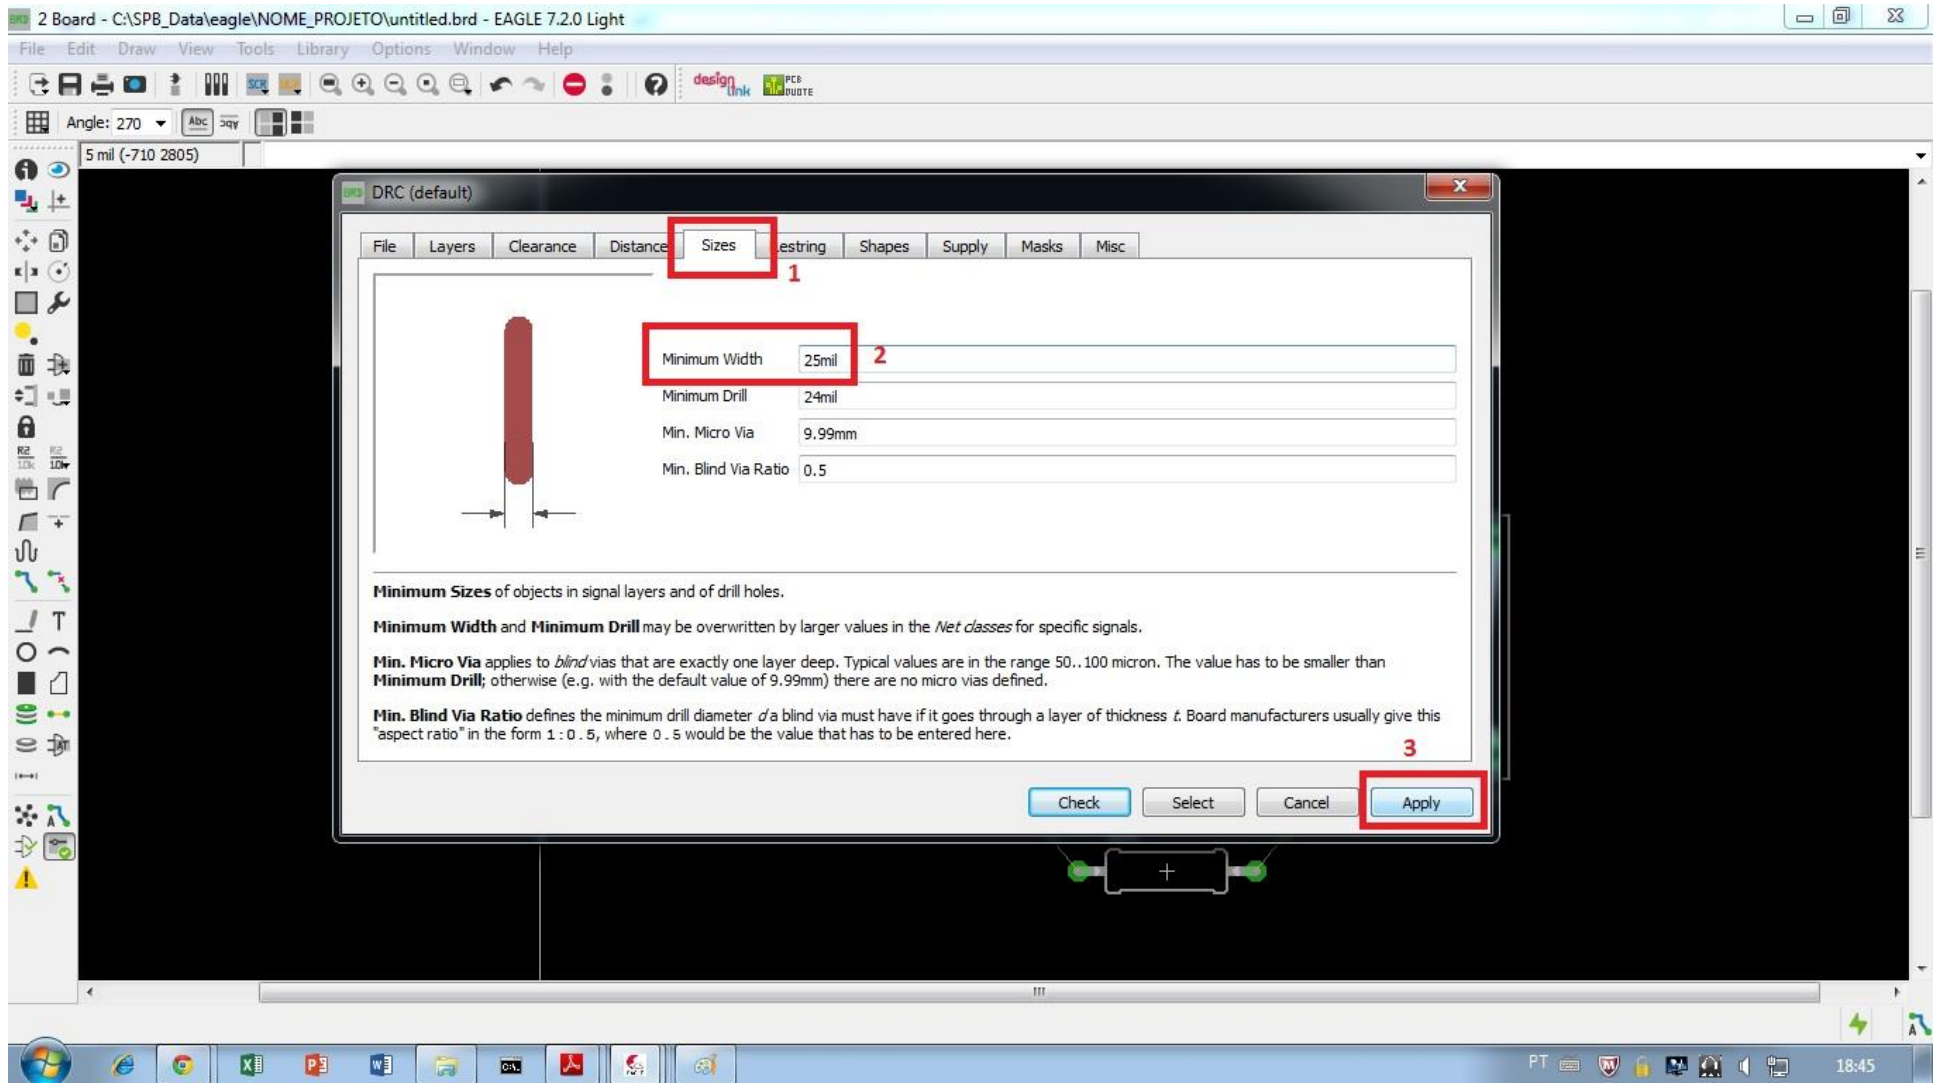 2 Board - C:\SPB_Data\eagle\NOME_PROJETO\untitled.brd - EAGLE 7.2.0 Light
File Edit Draw View Tools Library Options Window Help
SCR
design link
PCB QUOTE
Angle: 270
Abc
5 mil (-710 2805)
DRC (default)
File Layers Clearance Distance Sizes estring Shapes Supply Masks Misc
1
Minimum Width 25mil 2
Minimum Drill 24mil
Min. Micro Via 9.99mm
Min. Blind Via Ratio 0.5
Minimum Sizes of objects in signal layers and of drill holes.
Minimum Width and Minimum Drill may be overwritten by larger values in the Net classes for specific signals.
Min. Micro Via applies to blind vias that are exactly one layer deep. Typical values are in the range 50..100 micron. The value has to be smaller than
Minimum Drill; otherwise (e.g. with the default value of 9.99mm) there are no micro vias defined.
Min. Blind Via Ratio defines the minimum drill diameter d a blind via must have if it goes through a layer of thickness t. Board manufacturers usually give this
"aspect ratio" in the form 1:0.5, where 0.5 would be the value that has to be entered here.
3
Check Select Cancel Apply
PT 18:45